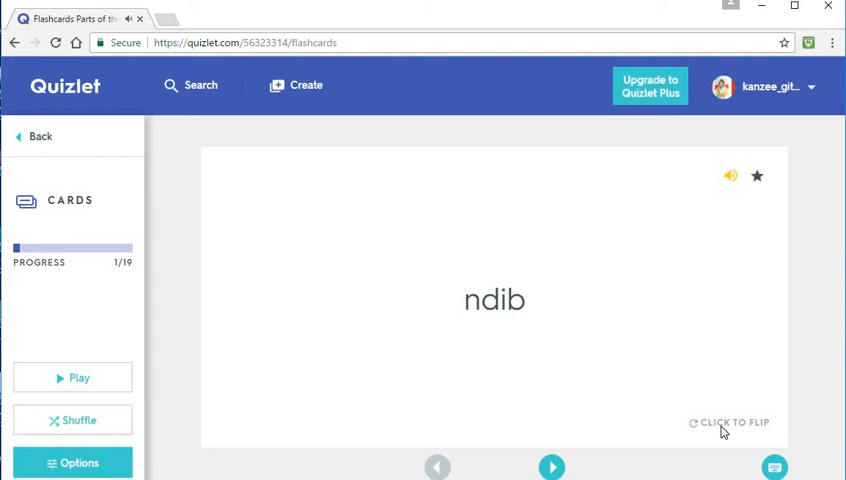 Flashcards Parts of the
Secure https://quizlet.com/56323314/flashcards
Quizlet Search Create Upgrade to Quizlet Plus kanzee_git...
Back
CARDS
PROGRESS 1/19
ndib
Play
Shuffle
CLICK TO FLIP
Options